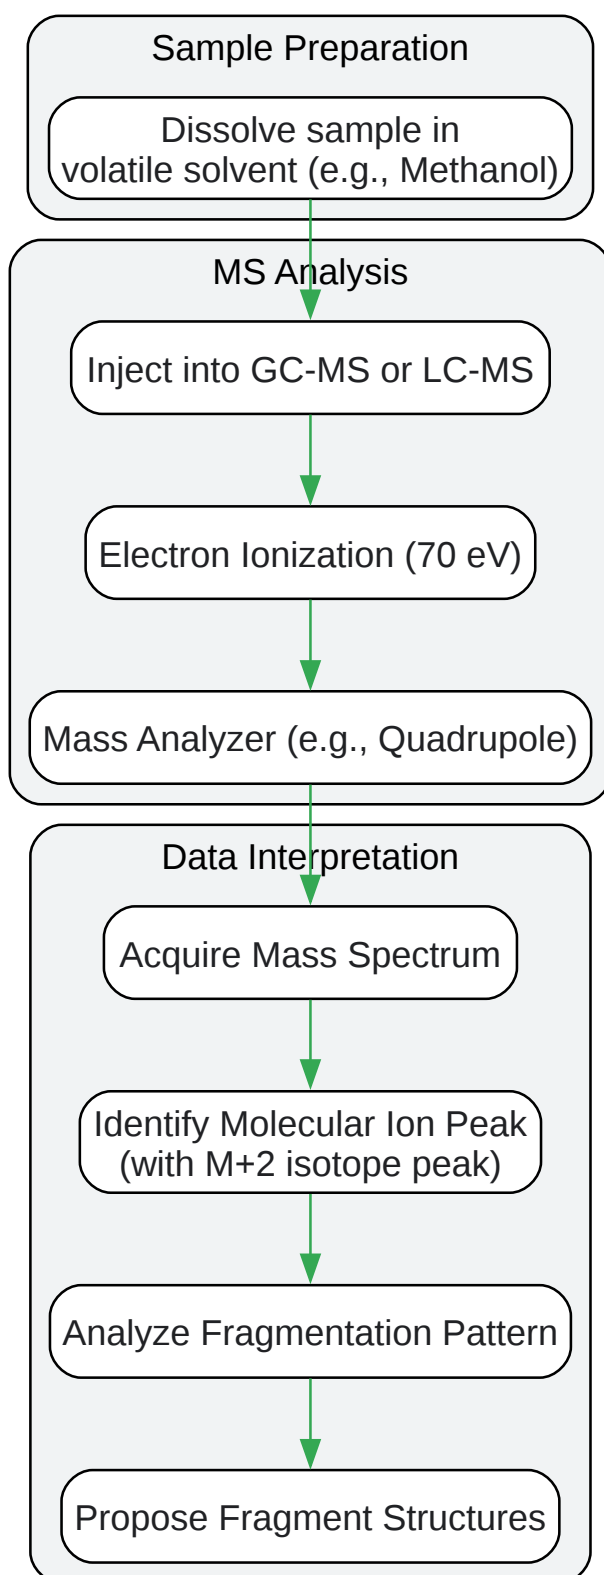 Sample Preparation
Dissolve sample in
volatile solvent (e.g., Methanol)
MS Analysis
Inject into GC-MS or LC-MS
Electron Ionization (70 eV)
Mass Analyzer (e.g., Quadrupole)
Data Interpretation
Acquire Mass Spectrum
Identify Molecular Ion Peak
(with M+2 isotope peak)
Analyze Fragmentation Pattern
Propose Fragment Structures